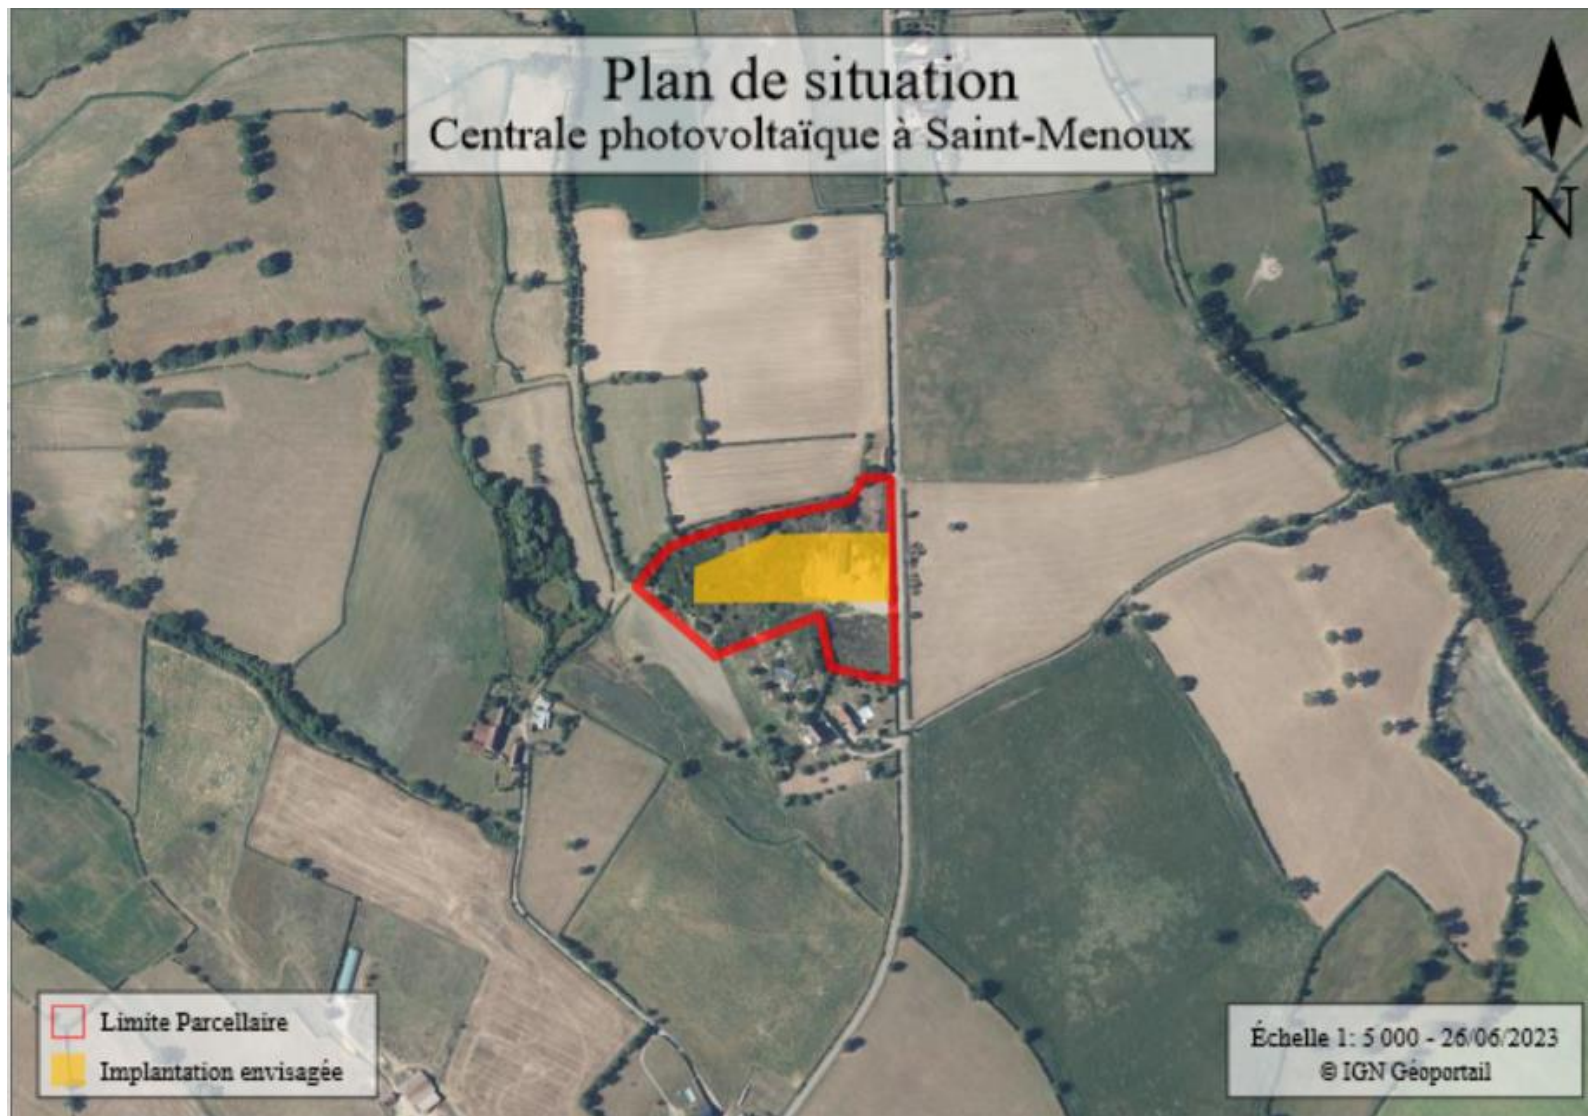 Plan de situation
Centrale photovoltaïque à Saint-Menoux
N
Limite Parcellaire
Implantation envisagée
Échelle 1: 5 000 - 26/06/2023
© IGN Géoportail